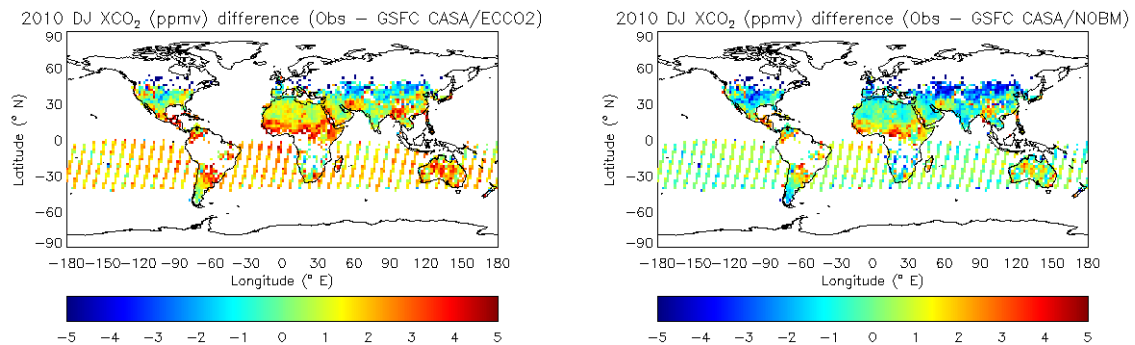 2010 DJ XCO₂ (ppmv) difference (Obs − GSFC CASA/ECCO2)
90
60
30
0
−30
−60
−90
Latitude (° N)
−180−150−120−90 −60 −30 0 30 60 90 120 150 180
Longitude (° E)
−5 −4 −3 −2 −1 0 1 2 3 4 5
2010 DJ XCO₂ (ppmv) difference (Obs − GSFC CASA/NOBM)
90
60
30
0
−30
−60
−90
Latitude (° N)
−180−150−120−90 −60 −30 0 30 60 90 120 150 180
Longitude (° E)
−5 −4 −3 −2 −1 0 1 2 3 4 5